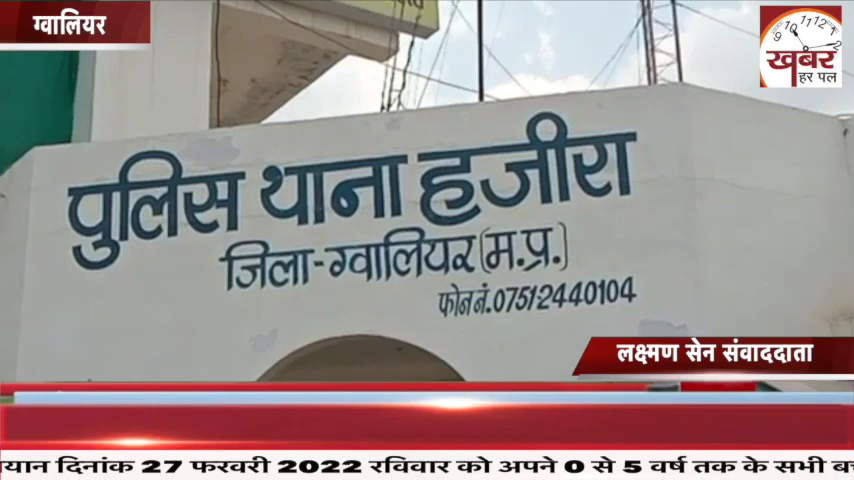 ग्वालियर
खबर
हर पल
पुलिस थाना हजीरा
जिला-ग्वालियर (म.प्र.)
फोन नं. 0751-2440104
लक्ष्मण सेन संवाददाता
दिनांक 27 फरवरी 2022 रविवार को अपने 0 से 5 वर्ष तक के सभी